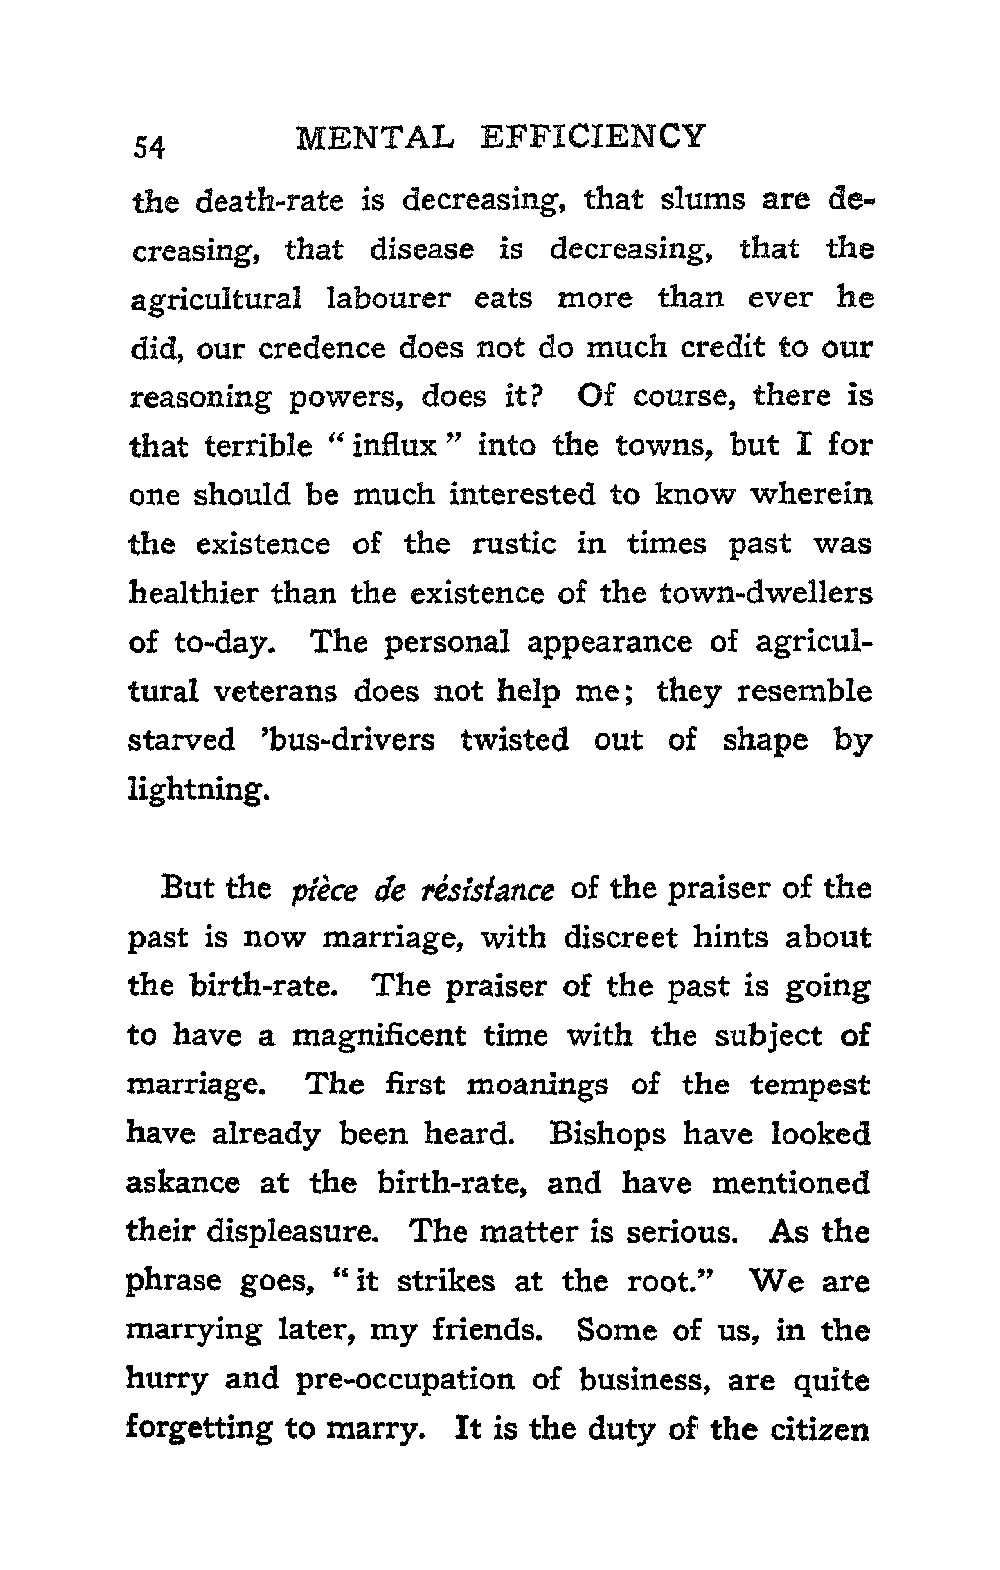 54 MENTAL EFFICIENCY
the death-rate is decreasing, that slums are de-
creasing, that disease is decreasing, that the
agricultural labourer eats more than ever he
did, our credence does not do much credit to our
reasoning powers, does it? Of course, there is
that terrible “influx” into the towns, but I for
one should be much interested to know wherein
the existence of the rustic in times past was
healthier than the existence of the town-dwellers
of to-day. The personal appearance of agricul-
tural veterans does not help me; they resemble
starved ’bus-drivers twisted out of shape by
lightning.
But the pièce de résistance of the praiser of the
past is now marriage, with discreet hints about
the birth-rate. The praiser of the past is going
to have a magnificent time with the subject of
marriage. The first moanings of the tempest
have already been heard. Bishops have looked
askance at the birth-rate, and have mentioned
their displeasure. The matter is serious. As the
phrase goes, “it strikes at the root.” We are
marrying later, my friends. Some of us, in the
hurry and pre-occupation of business, are quite
forgetting to marry. It is the duty of the citizen